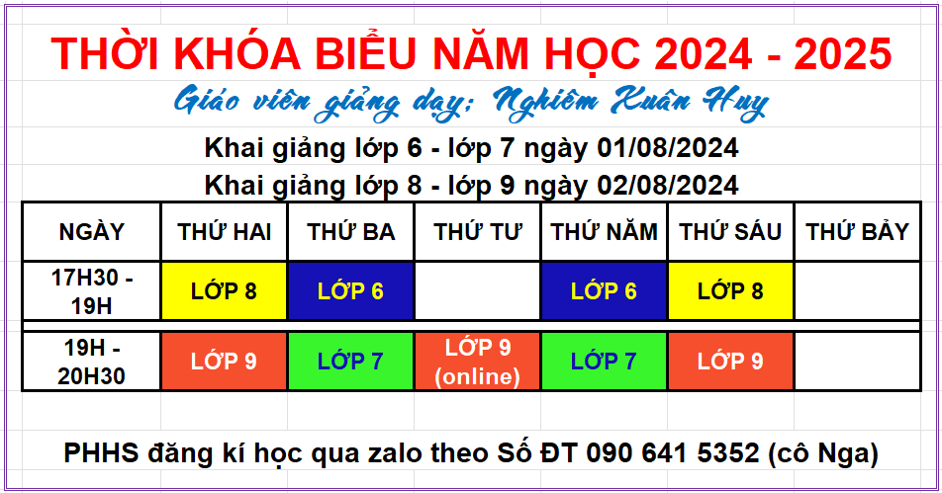 THỜI KHÓA BIỂU NĂM HỌC 2024 - 2025
Giáo viên giảng dạy; Nghiêm Xuân Huy
Khai giảng lớp 6 - lớp 7 ngày 01/08/2024
Khai giảng lớp 8 - lớp 9 ngày 02/08/2024
NGÀY THỨ HAI THỨ BA THỨ TƯ THỨ NĂM THỨ SÁU THỨ BẢY
17H30 - 19H LỚP 8 LỚP 6 LỚP 6 LỚP 8
19H - 20H30 LỚP 9 LỚP 7 LỚP 9 (online) LỚP 7 LỚP 9
PHHS đăng kí học qua zalo theo Số ĐT 090 641 5352 (cô Nga)